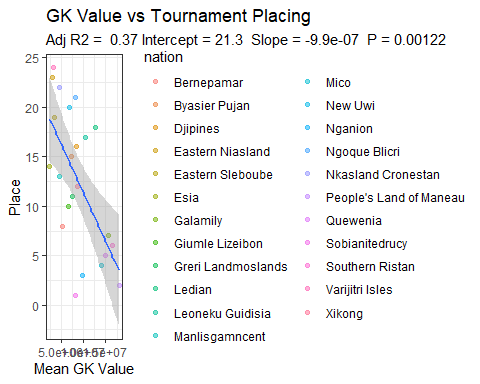 GK Value vs Tournament Placing
Adj R2 = 0.37 Intercept = 21.3 Slope = -9.9e-07 P = 0.00122
nation
25
20
15
10
5
0
Place
Mean GK Value
Bernepamar
Byasier Pujan
Djipines
Eastern Niasland
Eastern Sleboube
Esia
Galamily
Giumle Lizeibon
Greri Landmoslands
Ledian
Leoneku Guidisia
Manlisgamncent
Mico
New Uwi
Nganion
Ngoque Blicri
Nkasland Cronestan
People's Land of Maneau
Quewenia
Sobianitedrucy
Southern Ristan
Varijitri Isles
Xikong